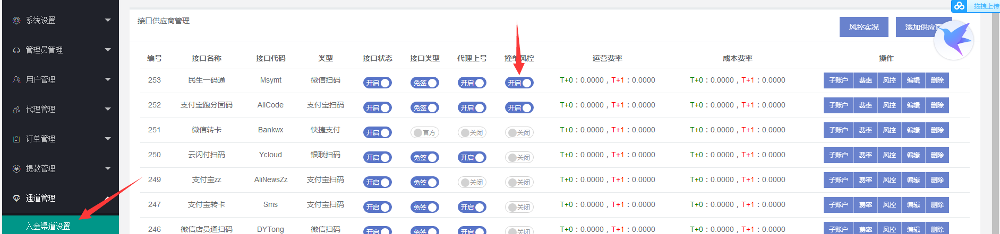 拖拽上传
系统设置
管理员管理
用户管理
代理管理
订单管理
提款管理
通道管理
入金渠道设置
接口供应商管理
风控实况 添加供应商
编号 接口名称 接口代码 类型 接口状态 接口类型 代理上号 撞单风控 运营费率 成本费率 操作
253 民生一码通 Msymt 微信扫码 开启 免签 开启 开启 T+0：0.0000，T+1：0.0000 T+0：0.0000，T+1：0.0000 子账户 费率 风控 编辑 删除
252 支付宝跑分固码 AliCode 支付宝扫码 开启 免签 开启 开启 T+0：0.0000，T+1：0.0000 T+0：0.0000，T+1：0.0000 子账户 费率 风控 编辑 删除
251 微信转卡 Bankwx 快捷支付 开启 官方 关闭 关闭 T+0：0.0000，T+1：0.0000 T+0：0.0000，T+1：0.0000 子账户 费率 风控 编辑 删除
250 云闪付扫码 Ycloud 银联扫码 开启 免签 开启 关闭 T+0：0.0000，T+1：0.0000 T+0：0.0000，T+1：0.0000 子账户 费率 风控 编辑 删除
249 支付宝zz AliNewsZz 支付宝扫码 开启 免签 关闭 关闭 T+0：0.0000，T+1：0.0000 T+0：0.0000，T+1：0.0000 子账户 费率 风控 编辑 删除
247 支付宝转卡 Sms 支付宝扫码 开启 免签 开启 关闭 T+0：0.0000，T+1：0.0000 T+0：0.0000，T+1：0.0000 子账户 费率 风控 编辑 删除
246 微信店员通扫码 DYTong 微信扫码 开启 免签 开启 关闭 T+0：0.0000，T+1：0.0000 T+0：0.0000，T+1：0.0000 子账户 费率 风控 编辑 删除